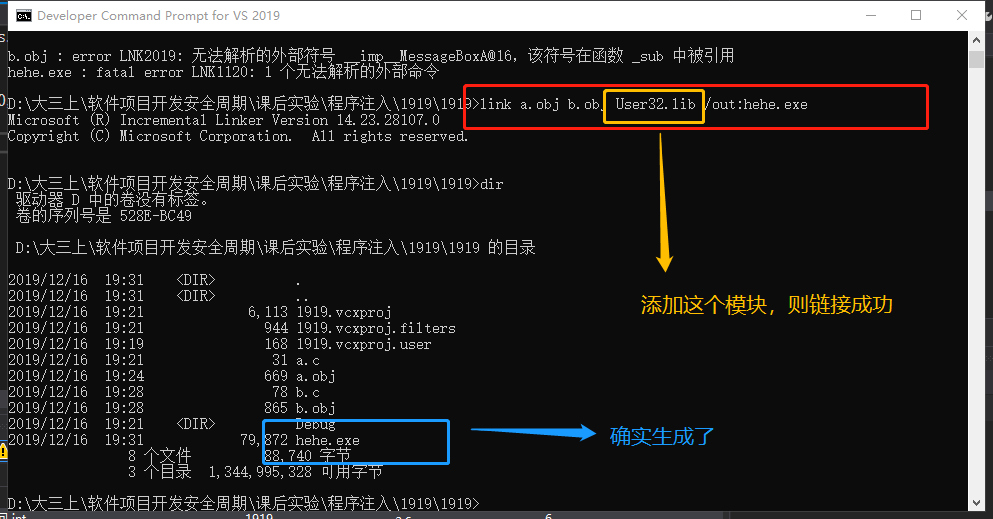 Developer Command Prompt for VS 2019
b.obj : error LNK2019: 无法解析的外部符号 __imp__MessageBoxA@16，该符号在函数 _sub 中被引用
hehe.exe : fatal error LNK1120: 1 个无法解析的外部命令
D:\大三上\软件项目开发安全周期\课后实验\程序注入\1919\1919>link a.obj b.obj User32.lib /out:hehe.exe
Microsoft (R) Incremental Linker Version 14.23.28107.0
Copyright (C) Microsoft Corporation.  All rights reserved.
D:\大三上\软件项目开发安全周期\课后实验\程序注入\1919\1919>dir
驱动器 D 中的卷没有标签。
卷的序列号是 528E-BC49
D:\大三上\软件项目开发安全周期\课后实验\程序注入\1919\1919 的目录
2019/12/16  19:31    <DIR>          .
2019/12/16  19:31    <DIR>          ..
添加这个模块，则链接成功
2019/12/16  19:21             6,113 1919.vcxproj
2019/12/16  19:21               944 1919.vcxproj.filters
2019/12/16  19:19               168 1919.vcxproj.user
2019/12/16  19:21                31 a.c
2019/12/16  19:24               669 a.obj
2019/12/16  19:28                78 b.c
2019/12/16  19:28               865 b.obj
2019/12/16  19:21    <DIR>          Debug
2019/12/16  19:31            79,872 hehe.exe
确实生成了
8 个文件         88,740 字节
3 个目录  1,344,995,328 可用字节
D:\大三上\软件项目开发安全周期\课后实验\程序注入\1919\1919>